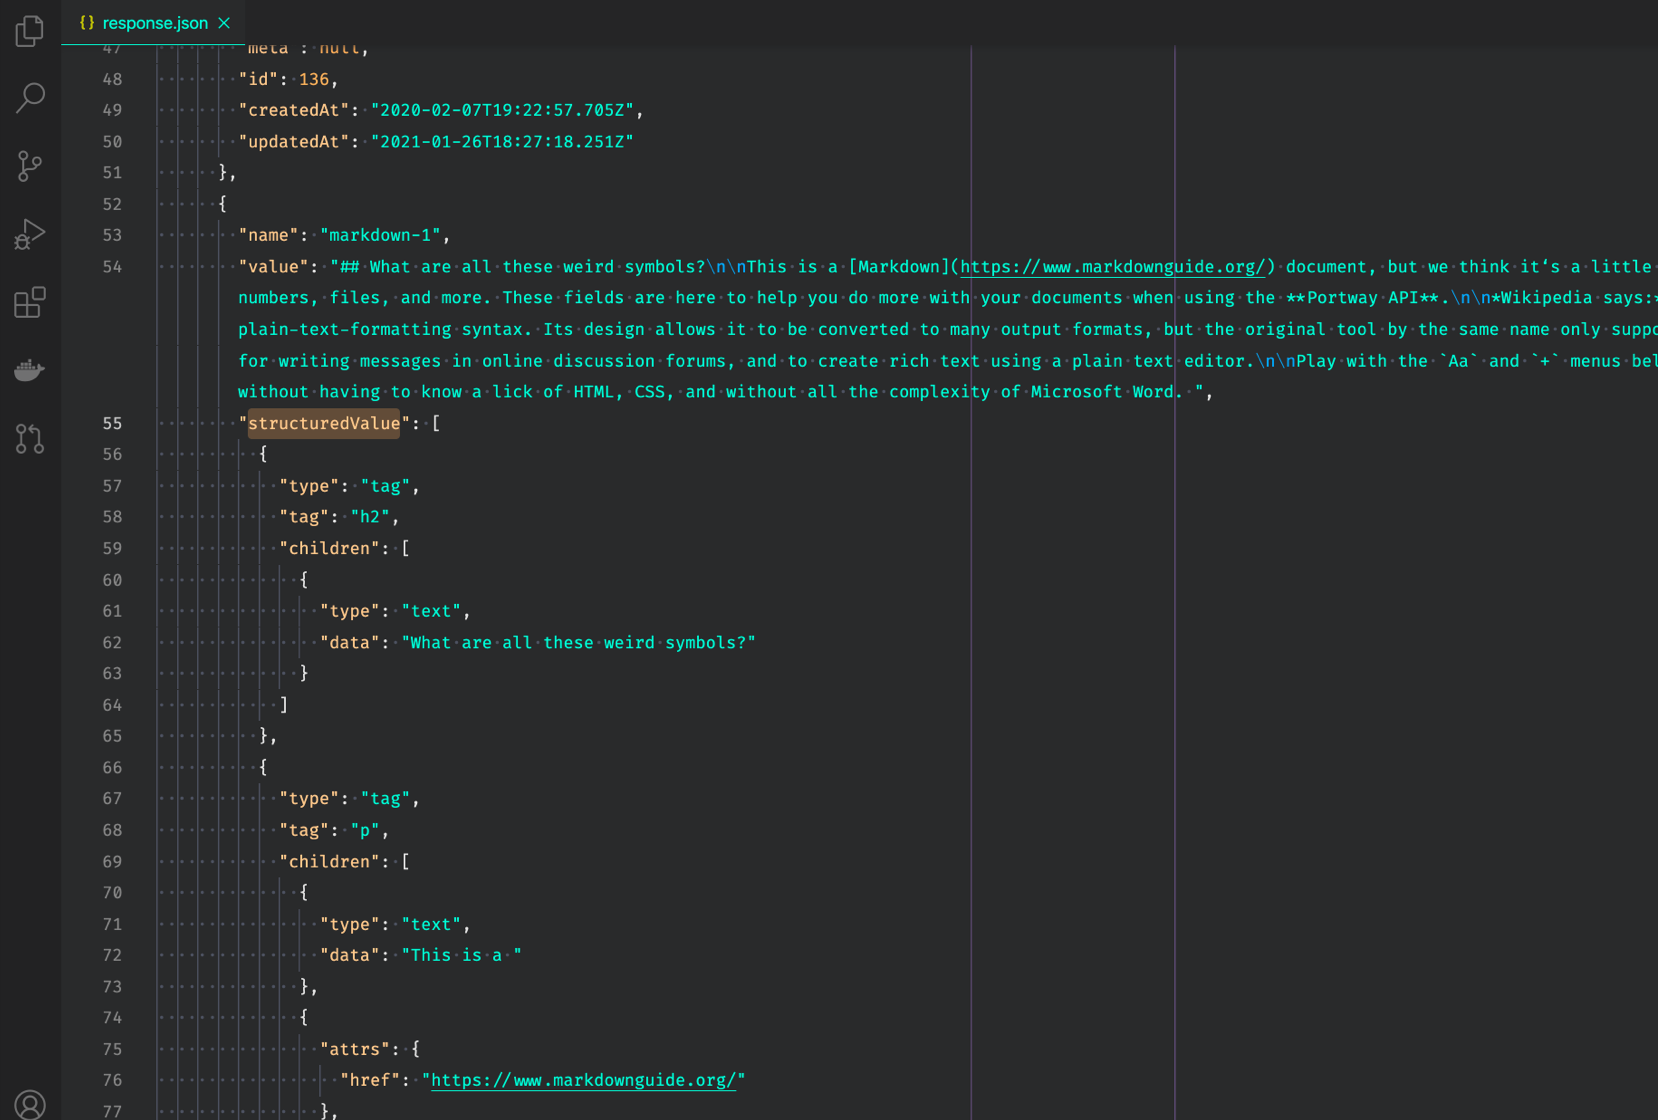 {} response.json ×
47 "meta": null,
48 "id": 136,
49 "createdAt": "2020-02-07T19:22:57.705Z",
50 "updatedAt": "2021-01-26T18:27:18.251Z"
51 },
52 {
53 "name": "markdown-1",
54 "value": "## What are all these weird symbols?\n\nThis is a [Markdown](https://www.markdownguide.org/) document, but we think it‘s a little
numbers, files, and more. These fields are here to help you do more with your documents when using the **Portway API**.\n\n*Wikipedia says:*
plain-text-formatting syntax. Its design allows it to be converted to many output formats, but the original tool by the same name only suppo
for writing messages in online discussion forums, and to create rich text using a plain text editor.\n\nPlay with the `Aa` and `+` menus bel
without having to know a lick of HTML, CSS, and without all the complexity of Microsoft Word. ",
55 "structuredValue": [
56 {
57 "type": "tag",
58 "tag": "h2",
59 "children": [
60 {
61 "type": "text",
62 "data": "What are all these weird symbols?"
63 }
64 ]
65 },
66 {
67 "type": "tag",
68 "tag": "p",
69 "children": [
70 {
71 "type": "text",
72 "data": "This is a "
73 },
74 {
75 "attrs": {
76 "href": "https://www.markdownguide.org/"
77 },